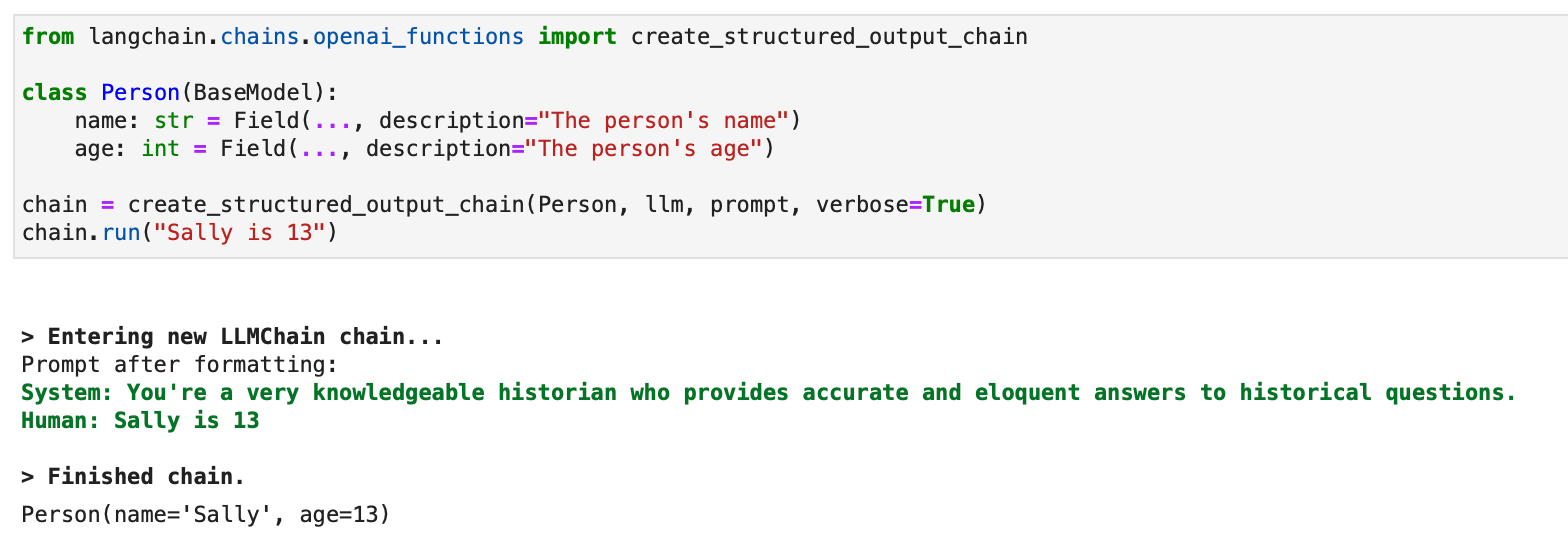 from langchain.chains.openai_functions import create_structured_output_chain
class Person(BaseModel):
    name: str = Field(..., description="The person's name")
    age: int = Field(..., description="The person's age")
chain = create_structured_output_chain(Person, llm, prompt, verbose=True)
chain.run("Sally is 13")
> Entering new LLMChain chain...
Prompt after formatting:
System: You're a very knowledgeable historian who provides accurate and eloquent answers to historical questions.
Human: Sally is 13
> Finished chain.
Person(name='Sally', age=13)